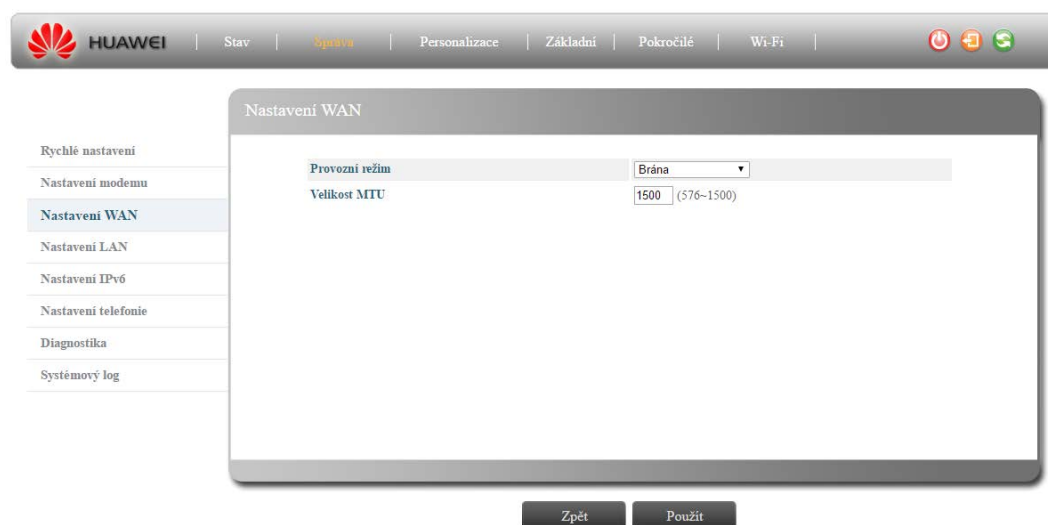 HUAWEI | Stav | Správa | Personalizace | Základní | Pokročilé | Wi-Fi |
Nastavení WAN
Rychlé nastavení
Nastavení modemu
Nastavení WAN
Nastavení LAN
Nastavení IPv6
Nastavení telefonie
Diagnostika
Systémový log
Provozní režim Brána
Velikost MTU 1500 (576~1500)
Zpět Použít